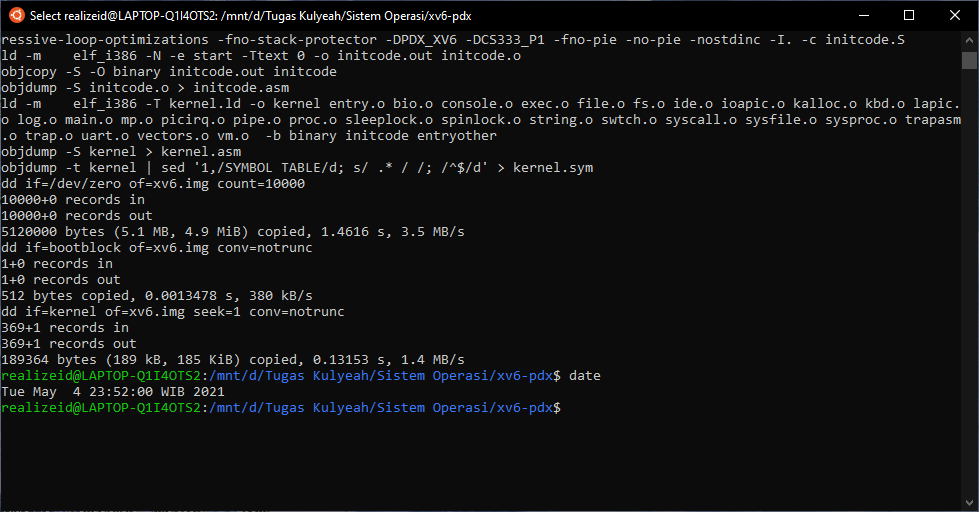 Select realizeid@LAPTOP-Q1I4OTS2: /mnt/d/Tugas Kulyeah/Sistem Operasi/xv6-pdx
ressive-loop-optimizations -fno-stack-protector -DPDX_XV6 -DCS333_P1 -fno-pie -no-pie -nostdinc -I. -c initcode.S
ld -m    elf_i386 -N -e start -Ttext 0 -o initcode.out initcode.o
objcopy -S -O binary initcode.out initcode
objdump -S initcode.o > initcode.asm
ld -m    elf_i386 -T kernel.ld -o kernel entry.o bio.o console.o exec.o file.o fs.o ide.o ioapic.o kalloc.o kbd.o lapic.
o log.o main.o mp.o picirq.o pipe.o proc.o sleeplock.o spinlock.o string.o swtch.o syscall.o sysfile.o sysproc.o trapasm
.o trap.o uart.o vectors.o vm.o  -b binary initcode entryother
objdump -S kernel > kernel.asm
objdump -t kernel | sed '1,/SYMBOL TABLE/d; s/ .* / /; /^$/d' > kernel.sym
dd if=/dev/zero of=xv6.img count=10000
10000+0 records in
10000+0 records out
5120000 bytes (5.1 MB, 4.9 MiB) copied, 1.4616 s, 3.5 MB/s
dd if=bootblock of=xv6.img conv=notrunc
1+0 records in
1+0 records out
512 bytes copied, 0.0013478 s, 380 kB/s
dd if=kernel of=xv6.img seek=1 conv=notrunc
369+1 records in
369+1 records out
189364 bytes (189 kB, 185 KiB) copied, 0.13153 s, 1.4 MB/s
realizeid@LAPTOP-Q1I4OTS2:/mnt/d/Tugas Kulyeah/Sistem Operasi/xv6-pdx$ date
Tue May  4 23:52:00 WIB 2021
realizeid@LAPTOP-Q1I4OTS2:/mnt/d/Tugas Kulyeah/Sistem Operasi/xv6-pdx$